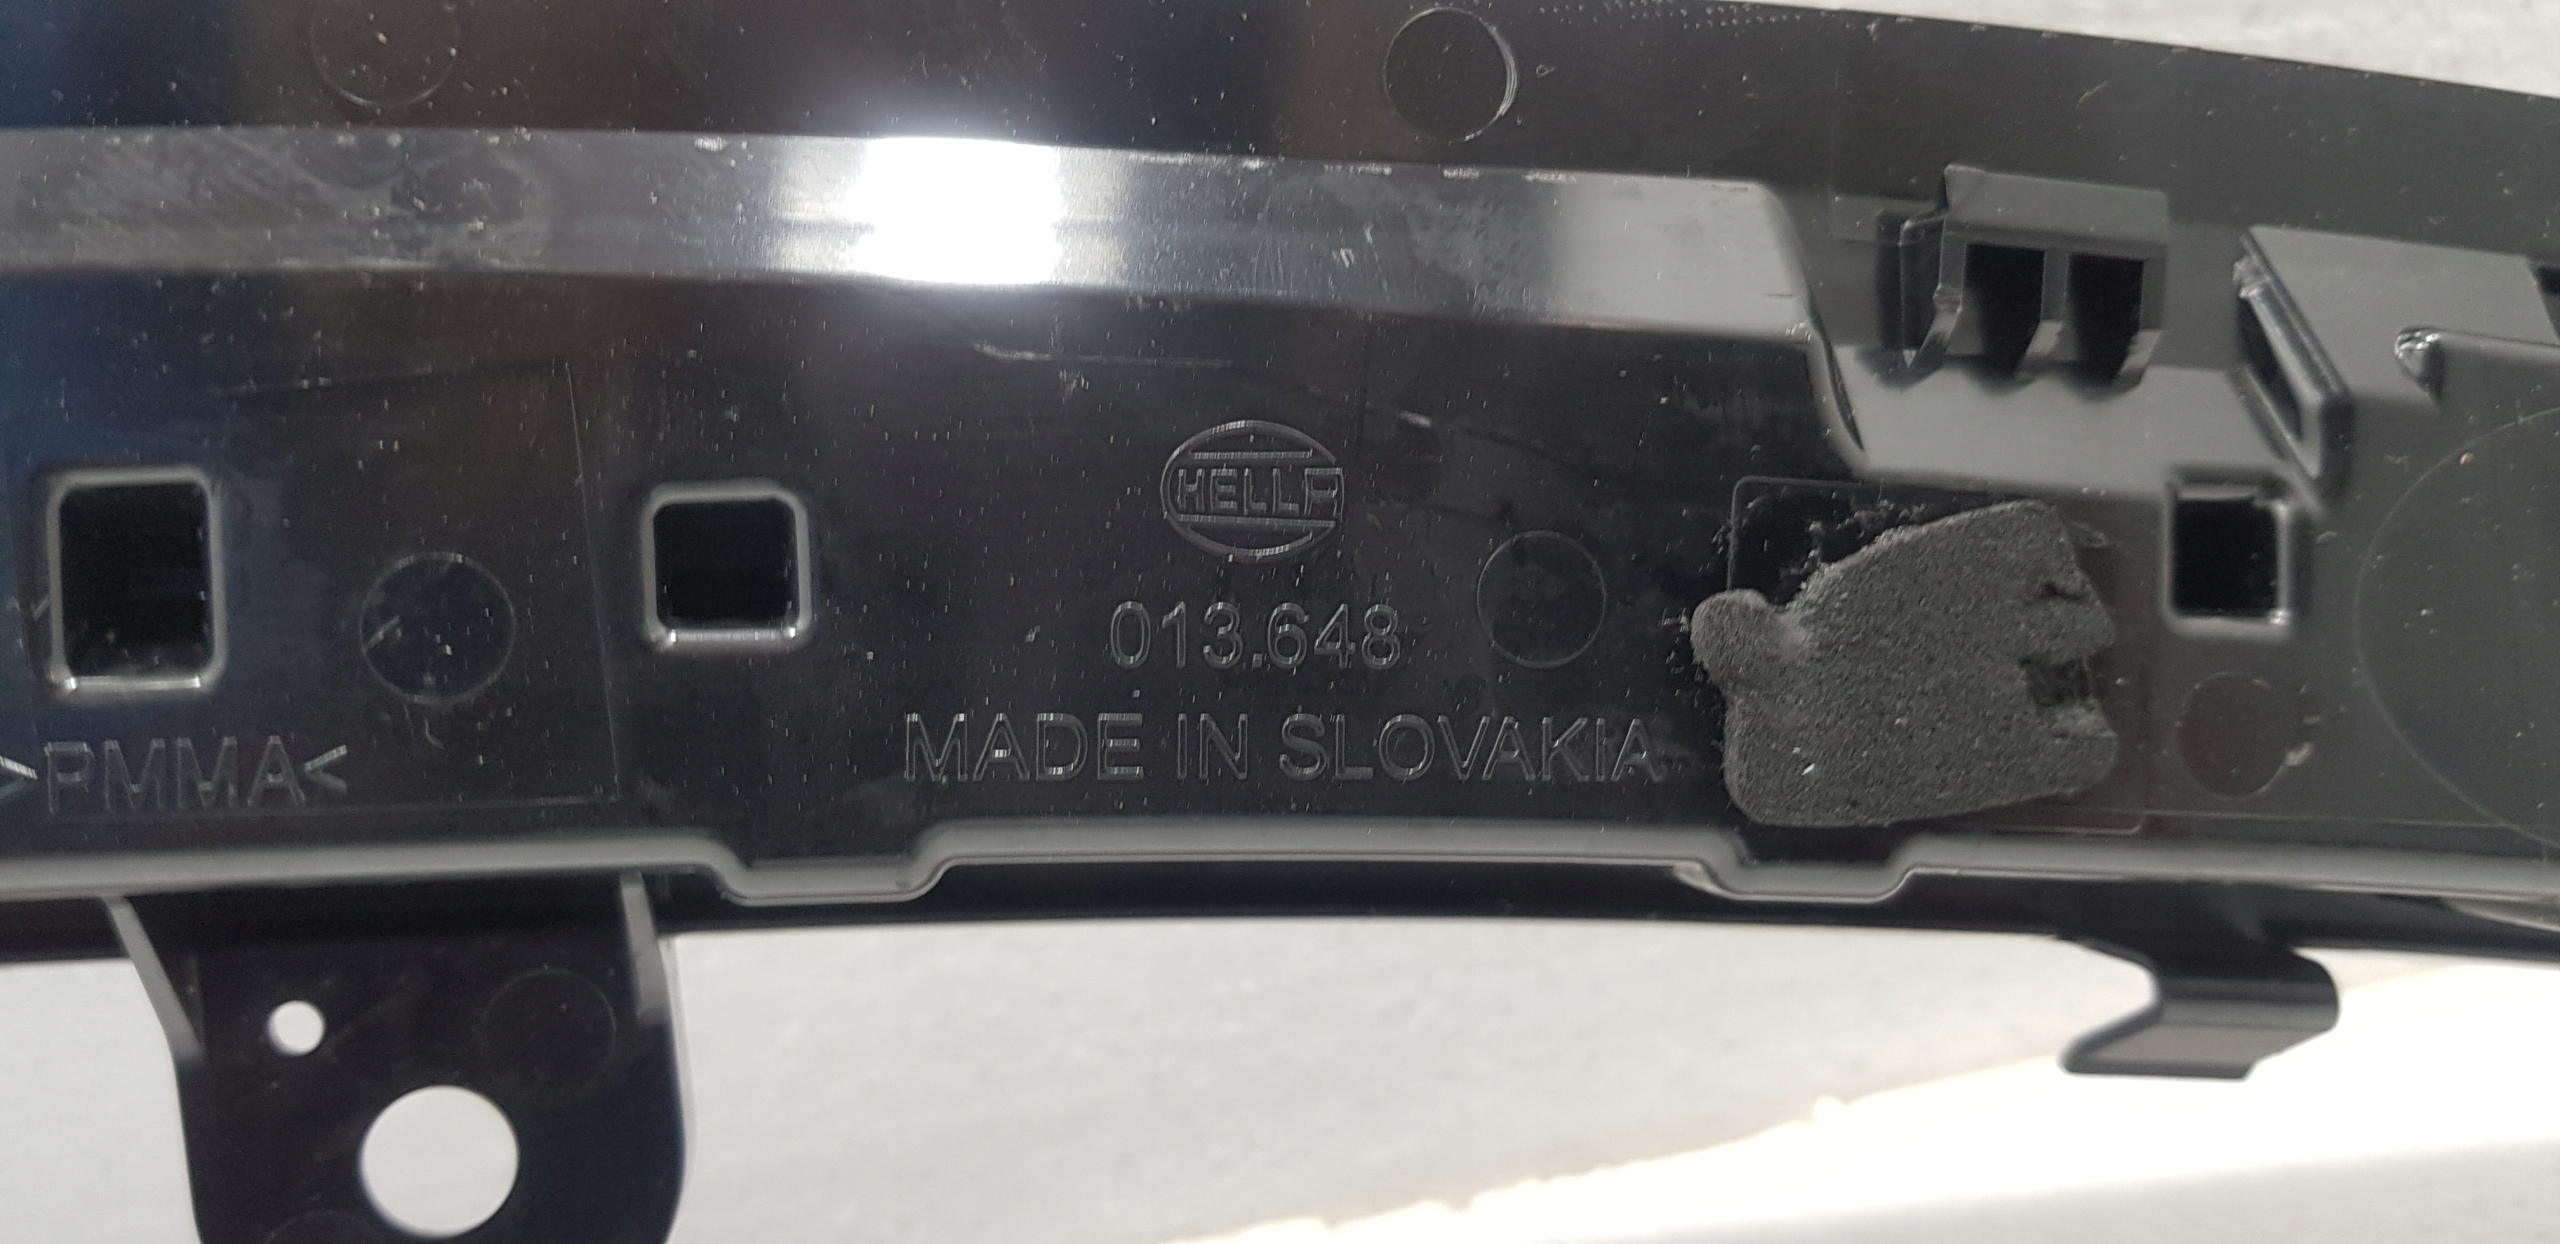 HELLA
013.648
MADE IN SLOVAKIA
>PMMA<